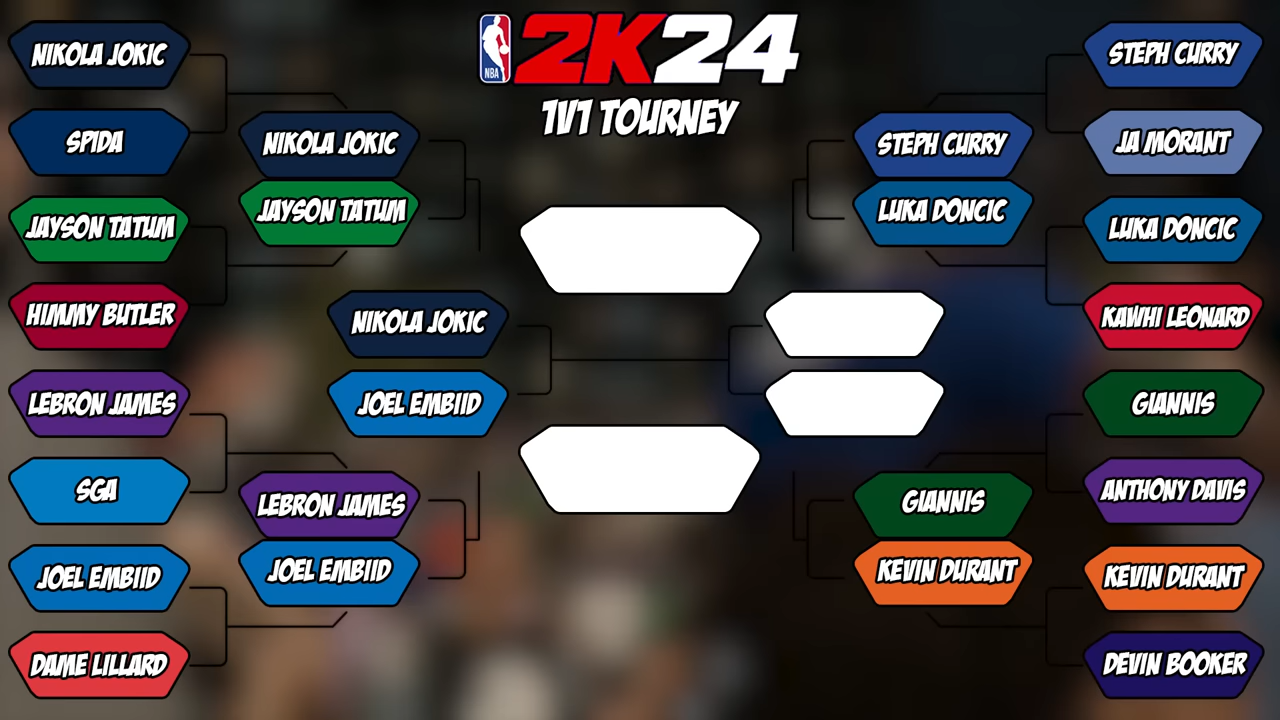 NBA
2K24
1V1 TOURNEY
NIKOLA JOKIC
SPIDA
JAYSON TATUM
HIMMY BUTLER
LEBRON JAMES
SGA
JOEL EMBIID
DAME LILLARD
NIKOLA JOKIC
JAYSON TATUM
LEBRON JAMES
JOEL EMBIID
NIKOLA JOKIC
JOEL EMBIID
STEPH CURRY
LUKA DONCIC
GIANNIS
KEVIN DURANT
STEPH CURRY
JA MORANT
LUKA DONCIC
KAWHI LEONARD
GIANNIS
ANTHONY DAVIS
KEVIN DURANT
DEVIN BOOKER